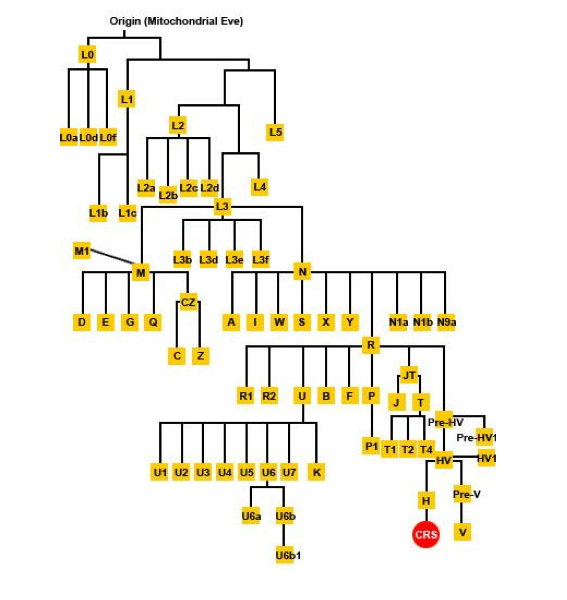 Origin (Mitochondrial Eve)
L0
L1
L2
L5
L0a L0d L0f
L2a L2b L2c L2d
L4
L1b L1c
L3
M1
L3b L3d L3e L3f
M
N
CZ
D E G Q
A I W S X Y N1a N1b N9a
C Z
R
JT
R1 R2 U B F P
J T
Pre-HV
Pre-HV1
P1 T1 T2 T4
HV
HV1
U1 U2 U3 U4 U5 U6 U7 K
H
Pre-V
U6a U6b
CRS
V
U6b1